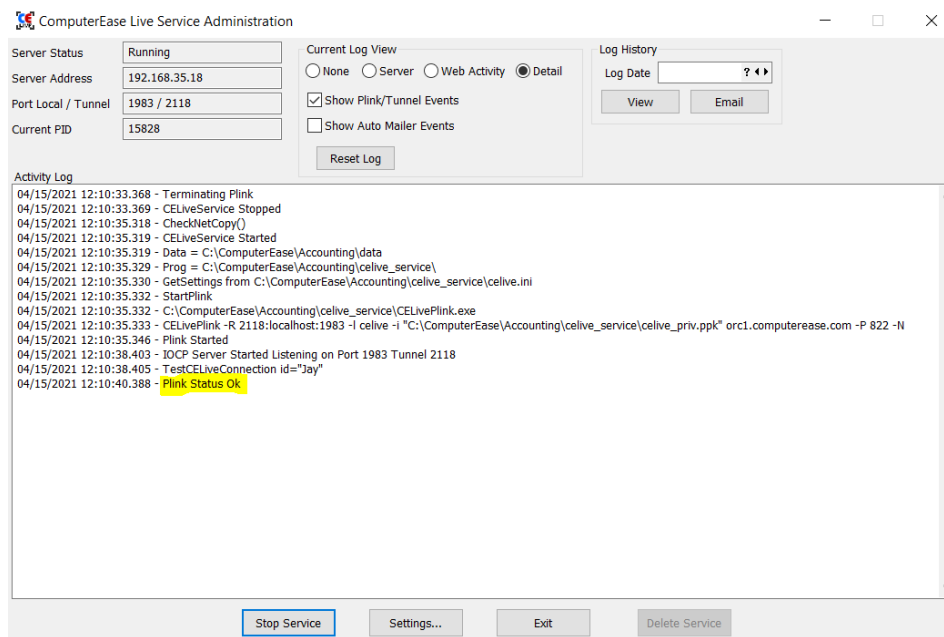 ComputerEase Live Service Administration
Server Status Running
Server Address 192.168.35.18
Port Local / Tunnel 1983 / 2118
Current PID 15828
Current Log View
None Server Web Activity Detail
Show Plink/Tunnel Events
Show Auto Mailer Events
Reset Log
Log History
Log Date ?
View Email
Activity Log
04/15/2021 12:10:33.368 - Terminating Plink
04/15/2021 12:10:33.369 - CELiveService Stopped
04/15/2021 12:10:35.318 - CheckNetCopy()
04/15/2021 12:10:35.319 - CELiveService Started
04/15/2021 12:10:35.319 - Data = C:\ComputerEase\Accounting\data
04/15/2021 12:10:35.329 - Prog = C:\ComputerEase\Accounting\celive_service\
04/15/2021 12:10:35.330 - GetSettings from C:\ComputerEase\Accounting\celive_service\celive.ini
04/15/2021 12:10:35.332 - StartPlink
04/15/2021 12:10:35.332 - C:\ComputerEase\Accounting\celive_service\CELivePlink.exe
04/15/2021 12:10:35.333 - CELivePlink -R 2118:localhost:1983 -l celive -i "C:\ComputerEase\Accounting\celive_service\celive_priv.ppk" orc1.computerease.com -P 822 -N
04/15/2021 12:10:35.346 - Plink Started
04/15/2021 12:10:38.403 - IOCP Server Started Listening on Port 1983 Tunnel 2118
04/15/2021 12:10:38.405 - TestCELiveConnection id="Jay"
04/15/2021 12:10:40.388 - Plink Status Ok
Stop Service Settings... Exit Delete Service